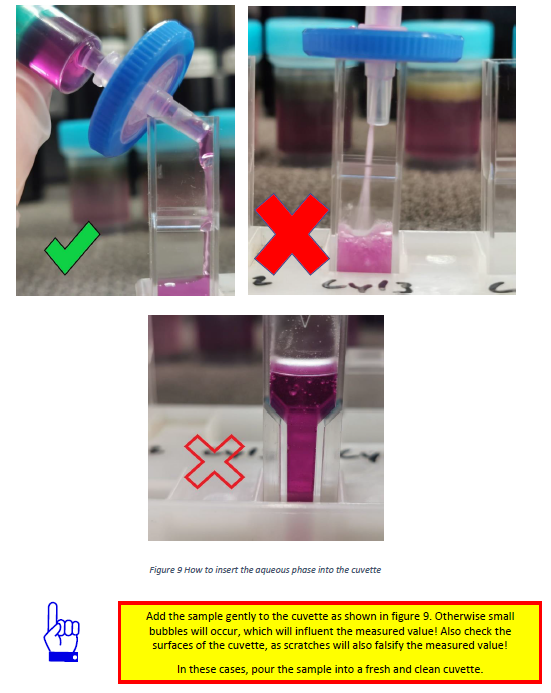 2
CY13
C
Figure 9 How to insert the aqueous phase into the cuvette
Add the sample gently to the cuvette as shown in figure 9. Otherwise small
bubbles will occur, which will influent the measured value! Also check the
surfaces of the cuvette, as scratches will also falsify the measured value!
In these cases, pour the sample into a fresh and clean cuvette.